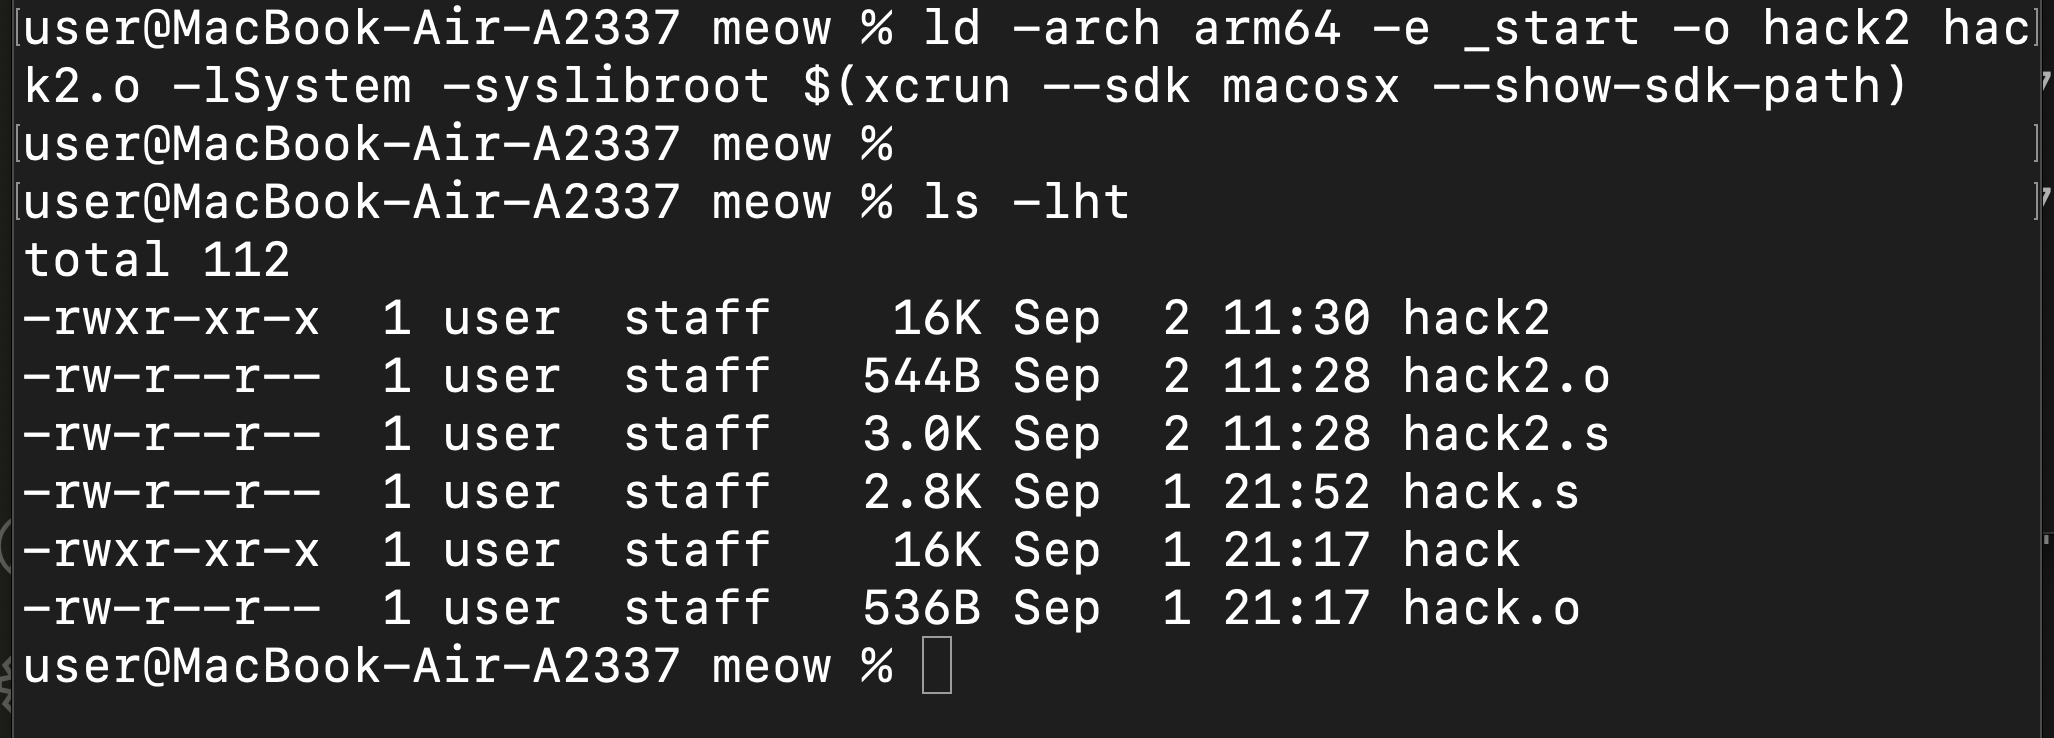 user@MacBook-Air-A2337 meow % ld -arch arm64 -e _start -o hack2 hac
k2.o -lSystem -syslibroot $(xcrun --sdk macosx --show-sdk-path)
user@MacBook-Air-A2337 meow %
user@MacBook-Air-A2337 meow % ls -lht
total 112
-rwxr-xr-x  1 user  staff    16K Sep  2 11:30 hack2
-rw-r--r--  1 user  staff   544B Sep  2 11:28 hack2.o
-rw-r--r--  1 user  staff   3.0K Sep  2 11:28 hack2.s
-rw-r--r--  1 user  staff   2.8K Sep  1 21:52 hack.s
-rwxr-xr-x  1 user  staff    16K Sep  1 21:17 hack
-rw-r--r--  1 user  staff   536B Sep  1 21:17 hack.o
user@MacBook-Air-A2337 meow %